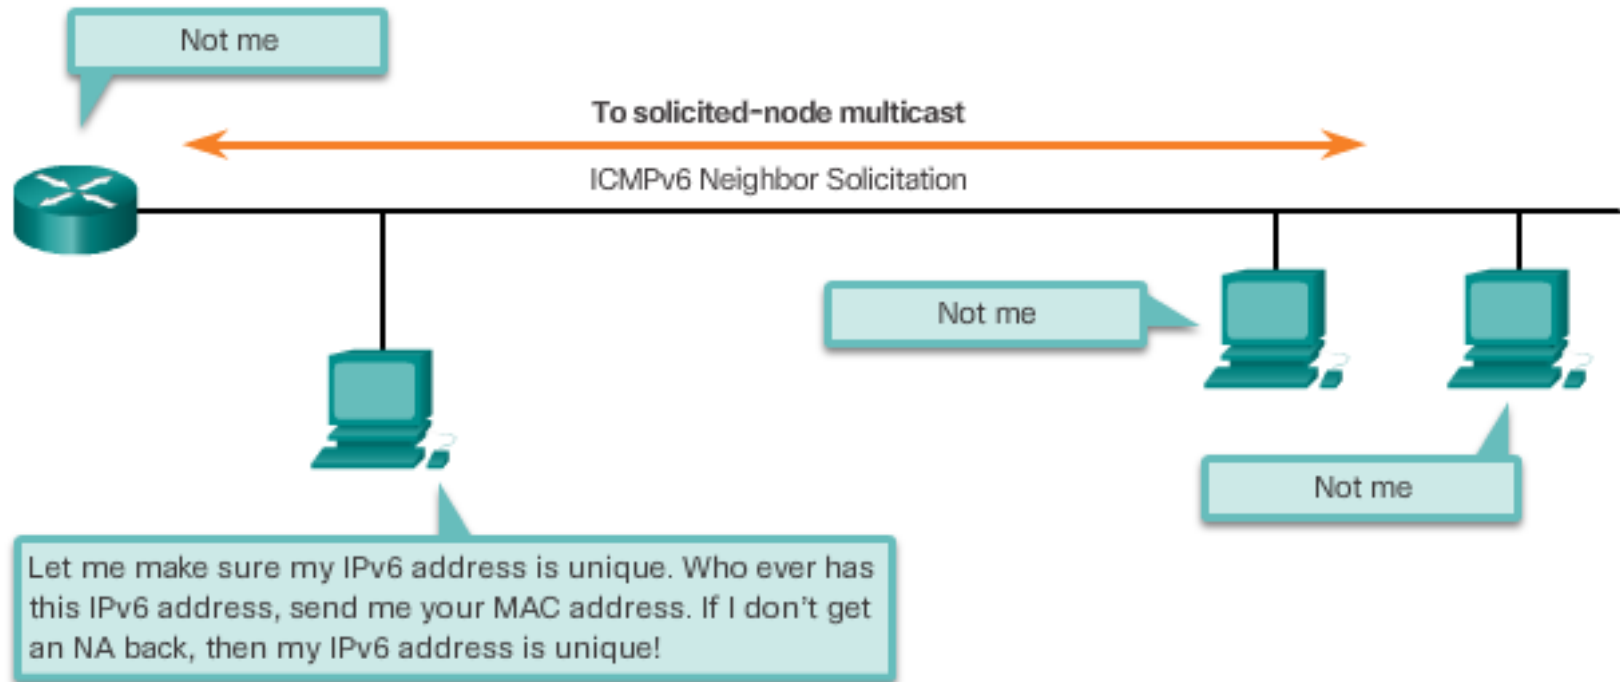 Not me
To solicited-node multicast
ICMPv6 Neighbor Solicitation
Not me
Not me
Let me make sure my IPv6 address is unique. Who ever has
this IPv6 address, send me your MAC address. If I don't get
an NA back, then my IPv6 address is unique!